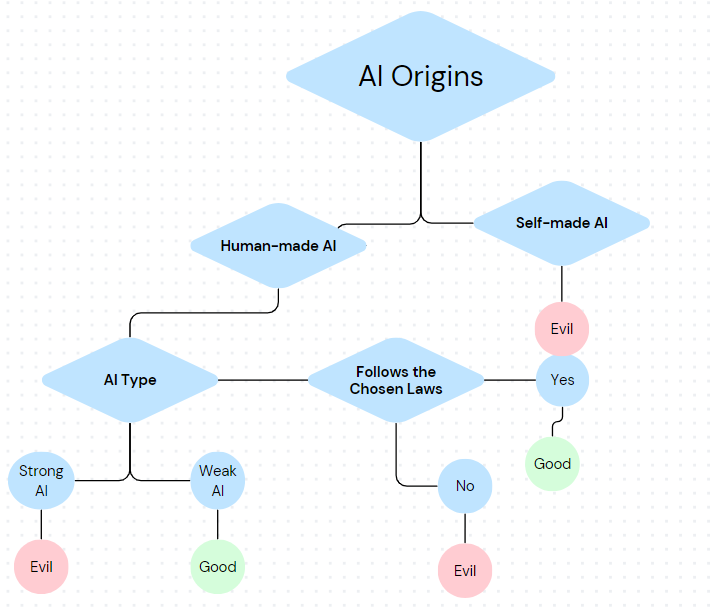 AI Origins
Self-made AI
Human-made AI
Evil
AI Type
Follows the
Chosen Laws
Yes
Good
Strong
AI
Weak
AI
No
Evil
Good
Evil